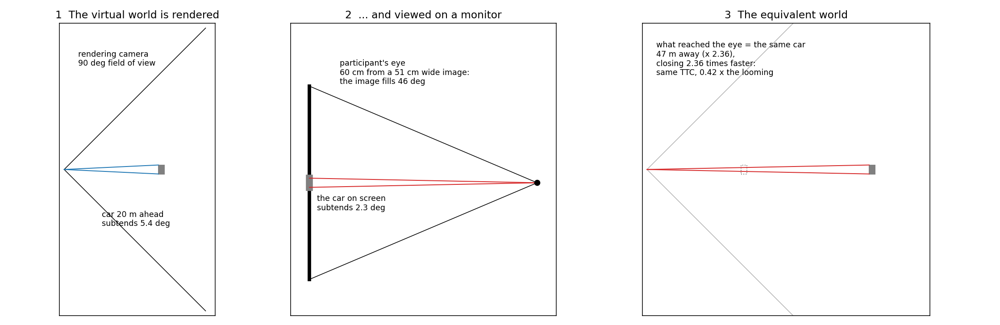 1  The virtual world is rendered
rendering camera
90 deg field of view
car 20 m ahead
subtends 5.4 deg
2  ... and viewed on a monitor
participant's eye
60 cm from a 51 cm wide image:
the image fills 46 deg
the car on screen
subtends 2.3 deg
3  The equivalent world
what reached the eye = the same car
47 m away (x 2.36),
closing 2.36 times faster:
same TTC, 0.42 x the looming